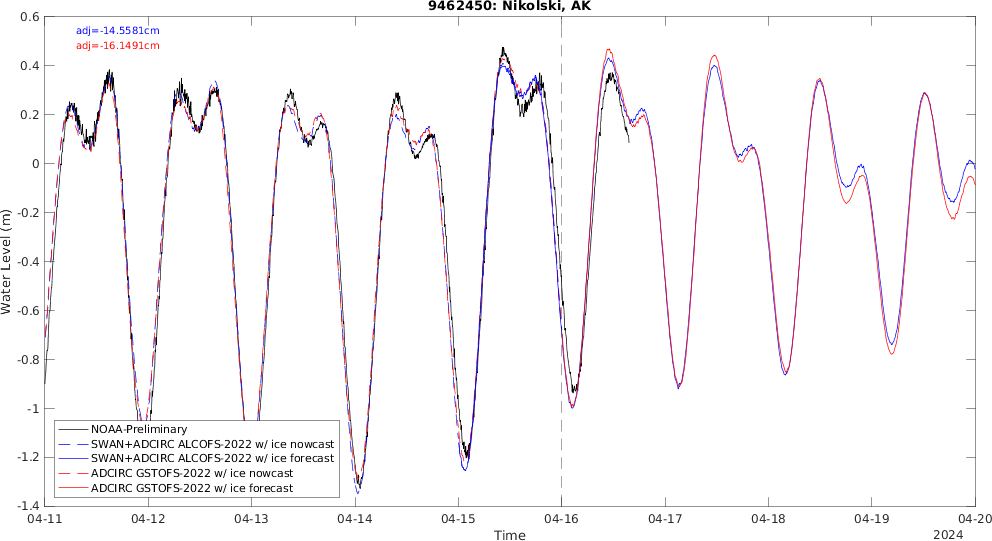 9462450: Nikolski, AK
adj=-14.5581cm
adj=-16.1491cm
0.6
0.4
0.2
0
-0.2
-0.4
-0.6
-0.8
-1
-1.2
-1.4
Water Level (m)
NOAA-Preliminary
SWAN+ADCIRC ALCOFS-2022 w/ ice nowcast
SWAN+ADCIRC ALCOFS-2022 w/ ice forecast
ADCIRC GSTOFS-2022 w/ ice nowcast
ADCIRC GSTOFS-2022 w/ ice forecast
04-11 04-12 04-13 04-14 04-15 04-16 04-17 04-18 04-19 04-20
Time
2024